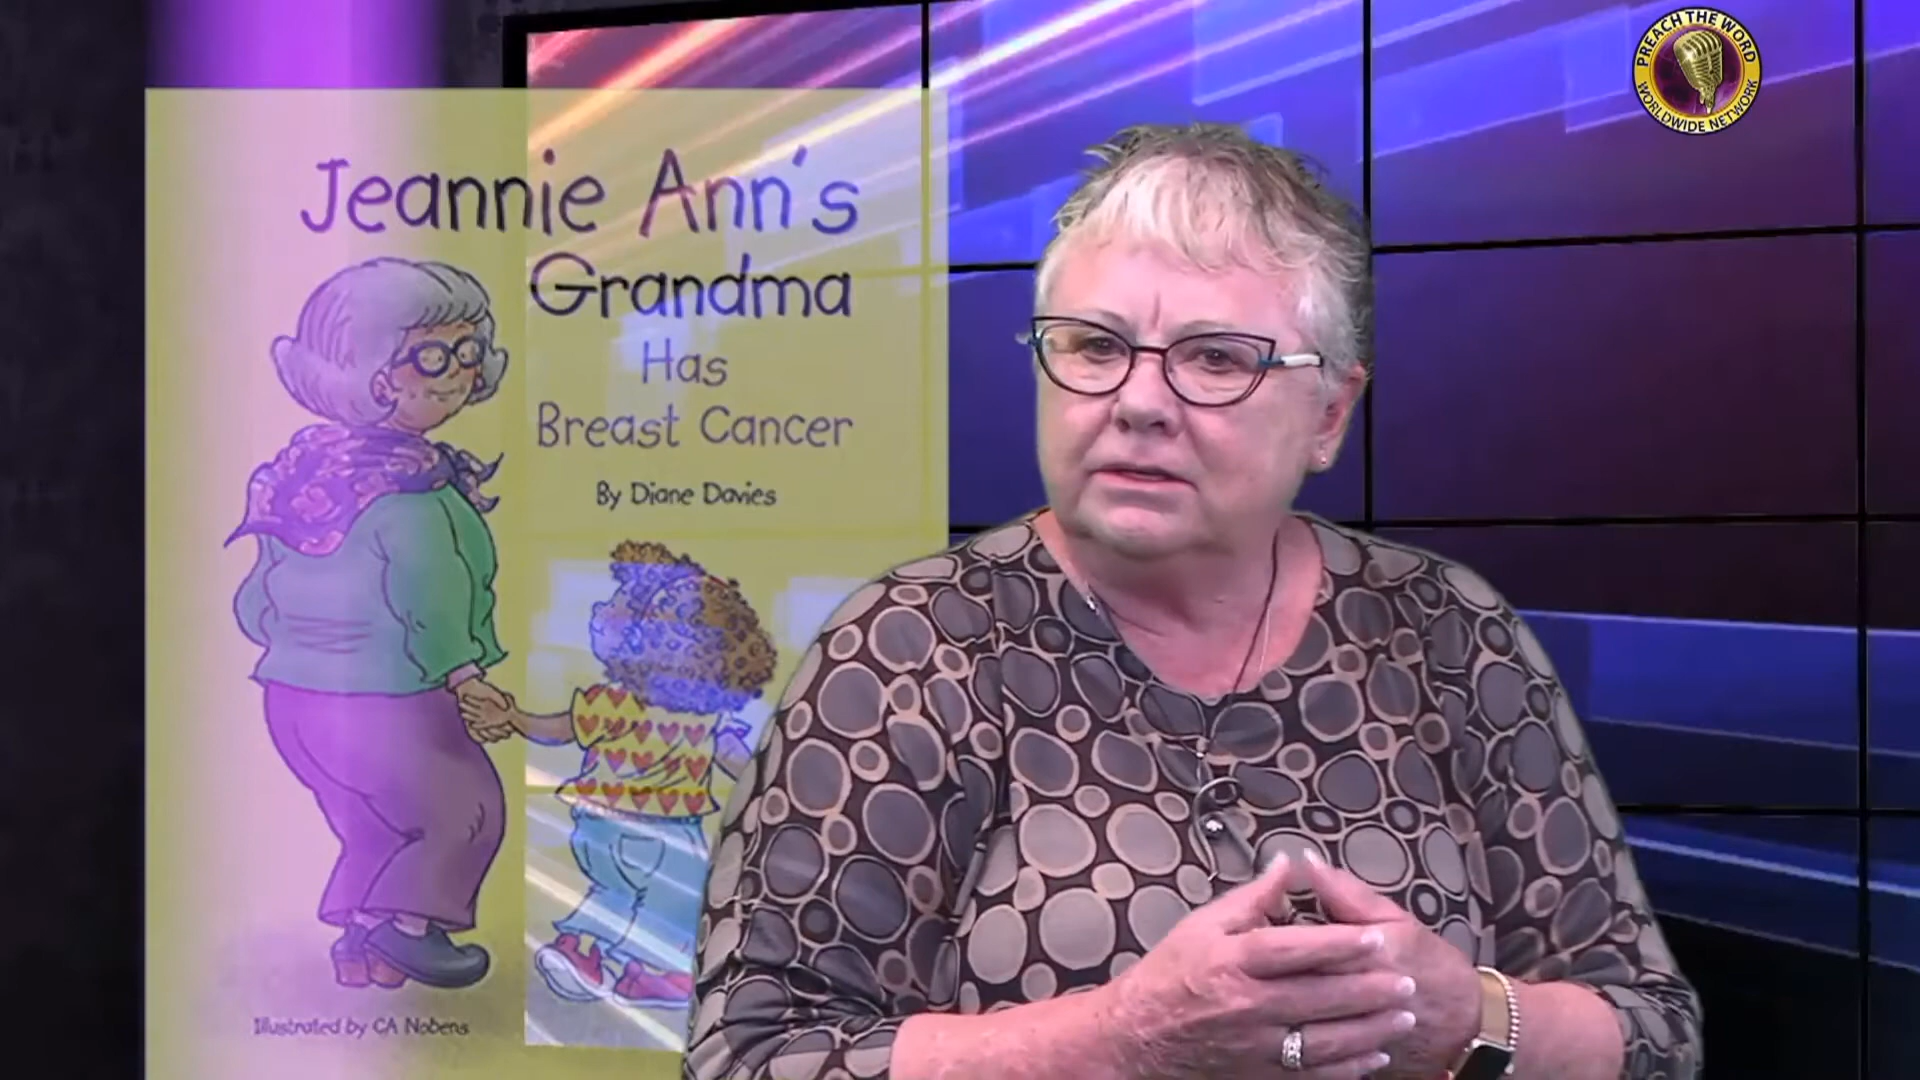 PREACH THE WORD
WORLDWIDE NETWORK
Jeannie Ann's
Grandma
Has
Breast Cancer
By Diane Davies
Illustrated by CA Nobens